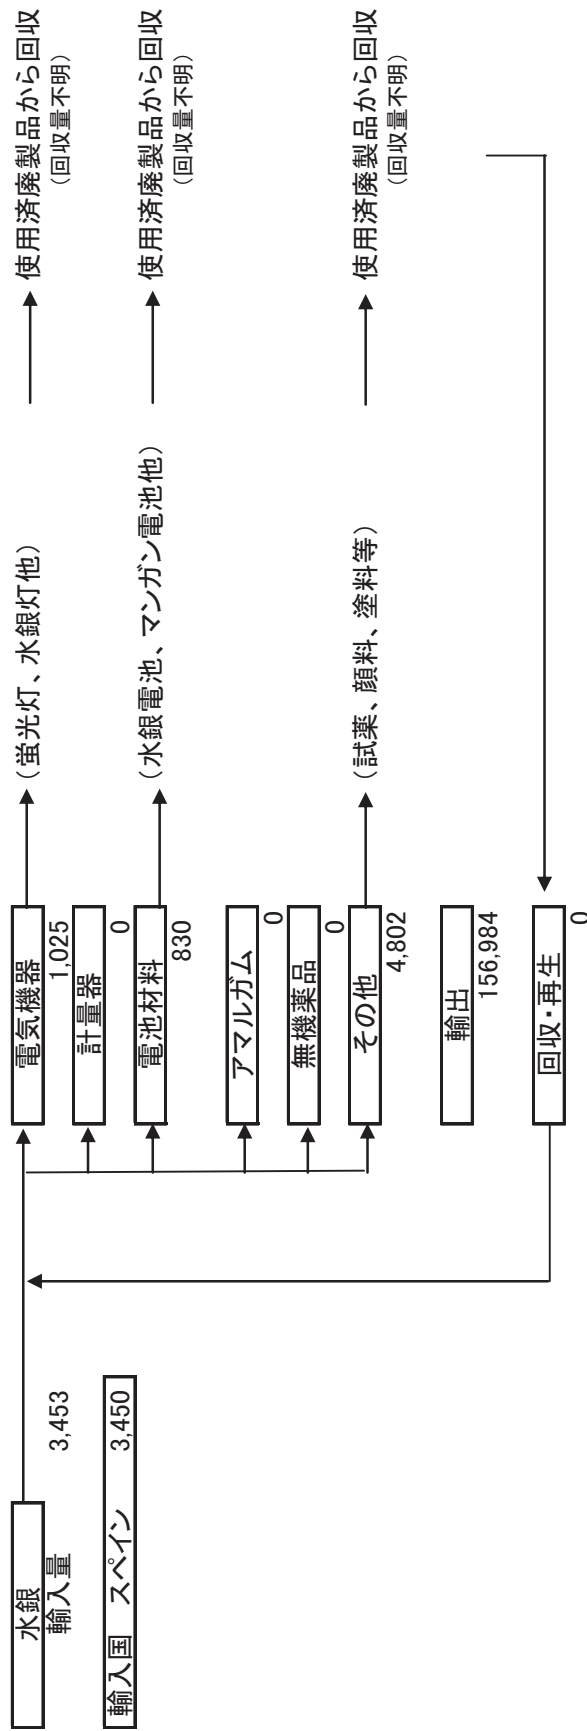 水銀
輸入量 3,453
輸入国 スペイン 3,450
電気機器
1,025
(蛍光灯、水銀灯他)
使用済廃製品から回収
(回収量不明)
計量器
0
電池材料
830
(水銀電池、マンガン電池他)
使用済廃製品から回収
(回収量不明)
アマルガム
0
無機薬品
0
その他
4,802
(試薬、顔料、塗料等)
使用済廃製品から回収
(回収量不明)
輸出
156,984
回収・再生
0